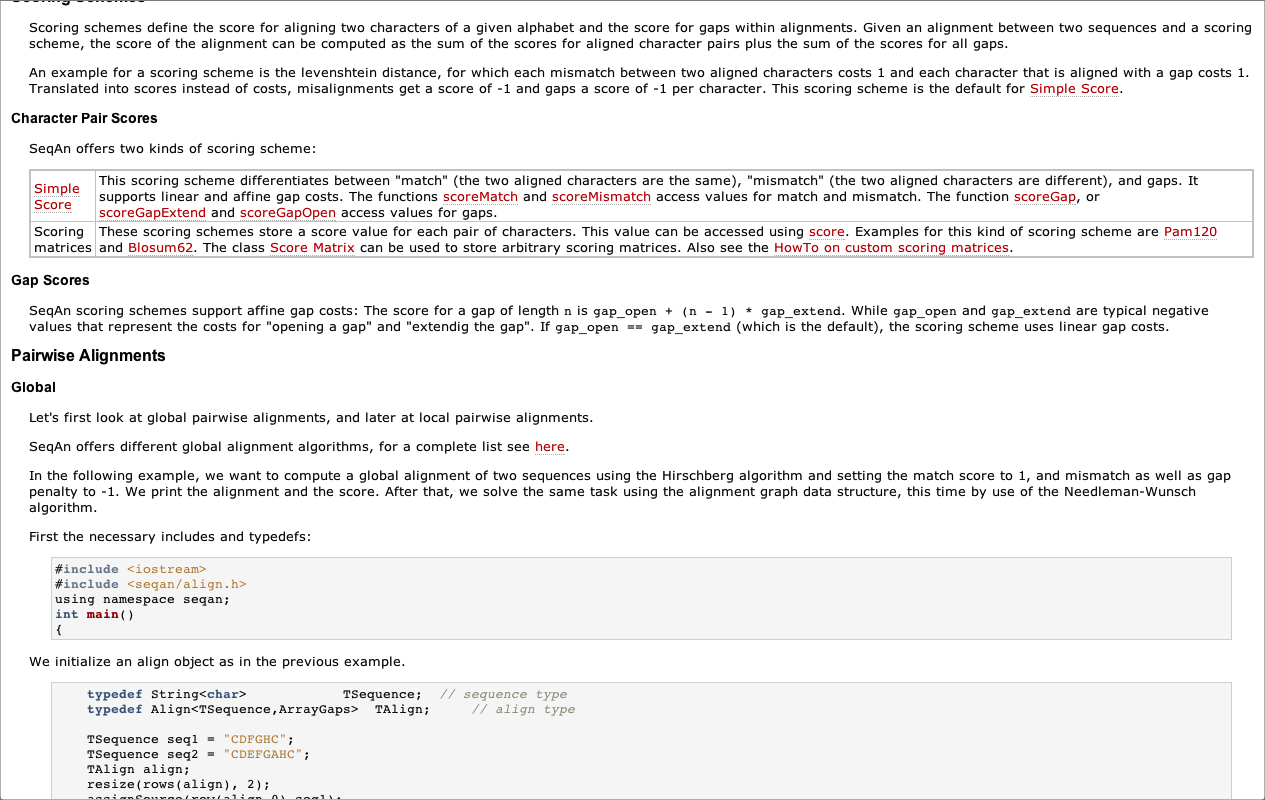 Scoring Schemes
Scoring schemes define the score for aligning two characters of a given alphabet and the score for gaps within alignments. Given an alignment between two sequences and a scoring
scheme, the score of the alignment can be computed as the sum of the scores for aligned character pairs plus the sum of the scores for all gaps.
An example for a scoring scheme is the levenshtein distance, for which each mismatch between two aligned characters costs 1 and each character that is aligned with a gap costs 1.
Translated into scores instead of costs, misalignments get a score of -1 and gaps a score of -1 per character. This scoring scheme is the default for Simple Score.
Character Pair Scores
SeqAn offers two kinds of scoring scheme:
Simple
Score
This scoring scheme differentiates between "match" (the two aligned characters are the same), "mismatch" (the two aligned characters are different), and gaps. It
supports linear and affine gap costs. The functions scoreMatch and scoreMismatch access values for match and mismatch. The function scoreGap, or
scoreGapExtend and scoreGapOpen access values for gaps.
Scoring
matrices
These scoring schemes store a score value for each pair of characters. This value can be accessed using score. Examples for this kind of scoring scheme are Pam120
and Blosum62. The class Score Matrix can be used to store arbitrary scoring matrices. Also see the HowTo on custom scoring matrices.
Gap Scores
SeqAn scoring schemes support affine gap costs: The score for a gap of length n is gap_open + (n - 1) * gap_extend. While gap_open and gap_extend are typical negative
values that represent the costs for "opening a gap" and "extendig the gap". If gap_open == gap_extend (which is the default), the scoring scheme uses linear gap costs.
Pairwise Alignments
Global
Let's first look at global pairwise alignments, and later at local pairwise alignments.
SeqAn offers different global alignment algorithms, for a complete list see here.
In the following example, we want to compute a global alignment of two sequences using the Hirschberg algorithm and setting the match score to 1, and mismatch as well as gap
penalty to -1. We print the alignment and the score. After that, we solve the same task using the alignment graph data structure, this time by use of the Needleman-Wunsch
algorithm.
First the necessary includes and typedefs:
#include <iostream>
#include <seqan/align.h>
using namespace seqan;
int main()
{
We initialize an align object as in the previous example.
typedef String<char> TSequence; // sequence type
typedef Align<TSequence,ArrayGaps> TAlign; // align type
TSequence seq1 = "CDFGHC";
TSequence seq2 = "CDEFGAHC";
TAlign align;
resize(rows(align), 2);
assignSource(row(align,0),seq1);